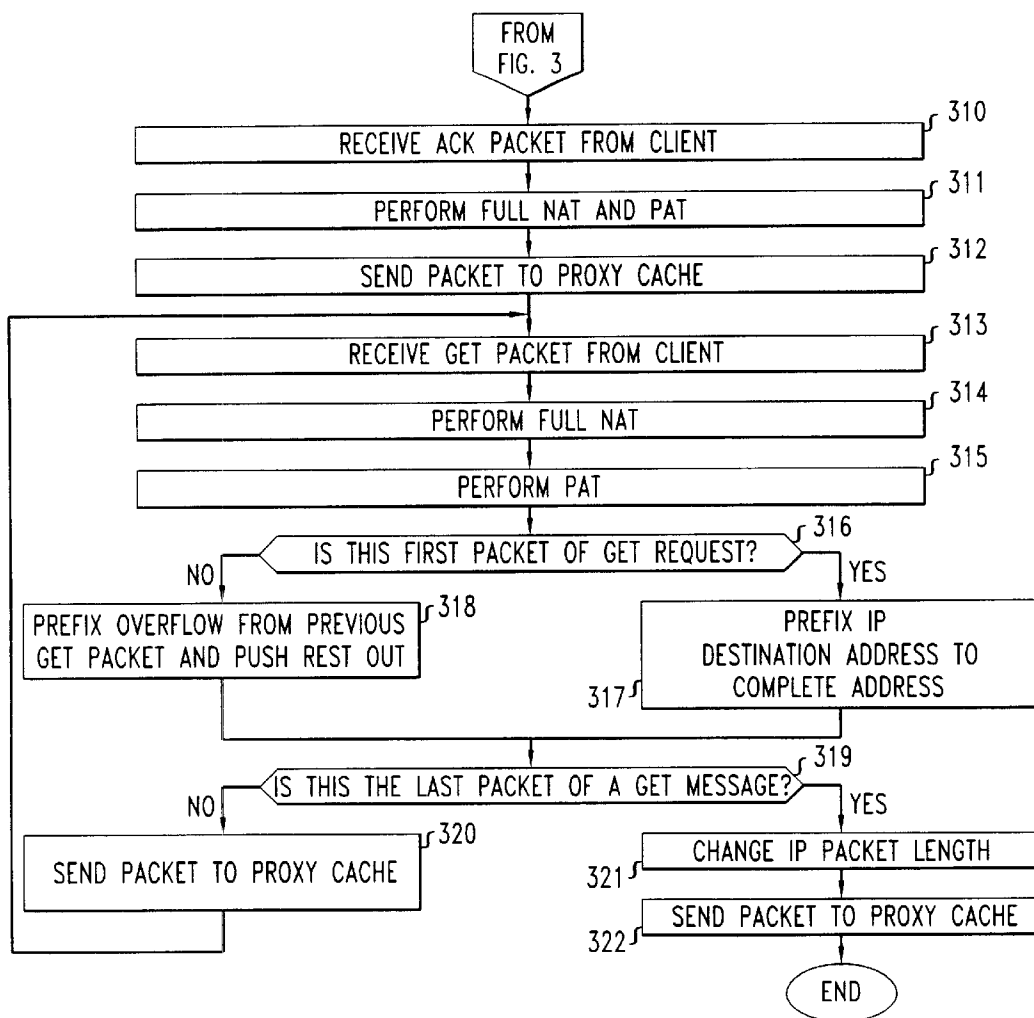 FROM
FIG. 3
310
RECEIVE ACK PACKET FROM CLIENT
311
PERFORM FULL NAT AND PAT
312
SEND PACKET TO PROXY CACHE
313
RECEIVE GET PACKET FROM CLIENT
314
PERFORM FULL NAT
315
PERFORM PAT
316
IS THIS FIRST PACKET OF GET REQUEST?
NO
YES
318
PREFIX OVERFLOW FROM PREVIOUS
GET PACKET AND PUSH REST OUT
PREFIX IP
DESTINATION ADDRESS TO
COMPLETE ADDRESS
317
319
IS THIS THE LAST PACKET OF A GET MESSAGE?
NO
YES
320
SEND PACKET TO PROXY CACHE
CHANGE IP PACKET LENGTH
321
SEND PACKET TO PROXY CACHE
322
END